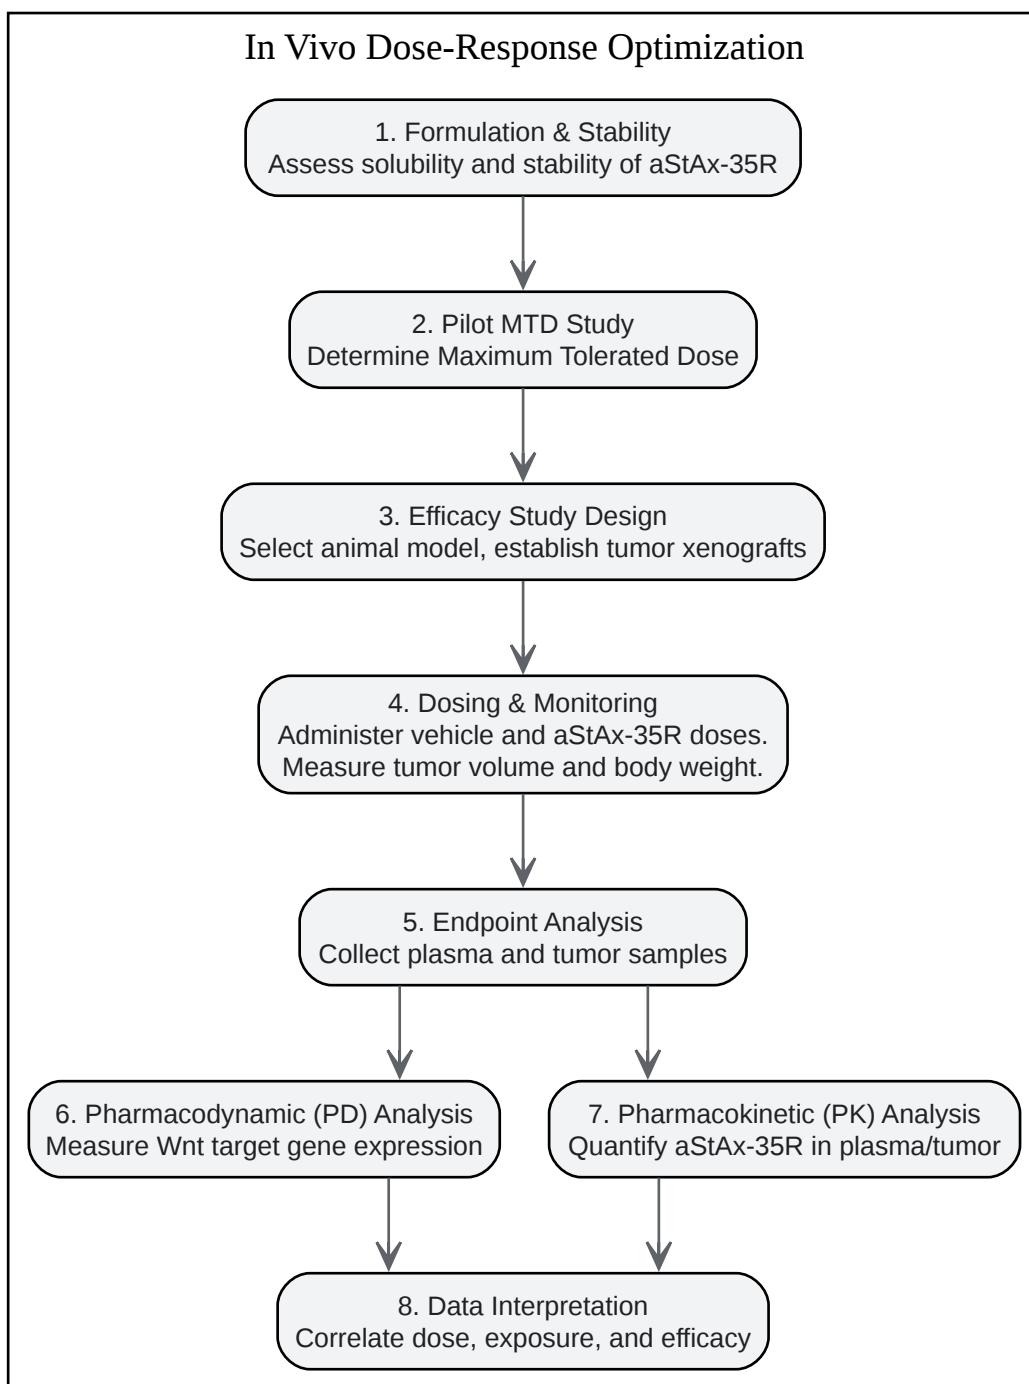 In Vivo Dose-Response Optimization
1. Formulation & Stability
Assess solubility and stability of aStAx-35R
2. Pilot MTD Study
Determine Maximum Tolerated Dose
3. Efficacy Study Design
Select animal model, establish tumor xenografts
4. Dosing & Monitoring
Administer vehicle and aStAx-35R doses.
Measure tumor volume and body weight.
5. Endpoint Analysis
Collect plasma and tumor samples
6. Pharmacodynamic (PD) Analysis
Measure Wnt target gene expression
7. Pharmacokinetic (PK) Analysis
Quantify aStAx-35R in plasma/tumor
8. Data Interpretation
Correlate dose, exposure, and efficacy